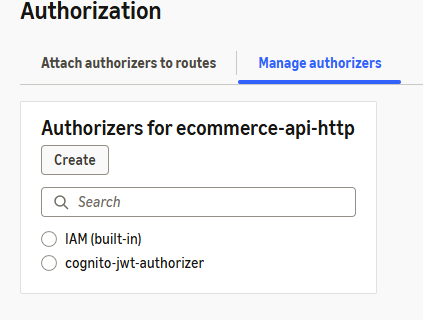 Authorization
Attach authorizers to routes
Manage authorizers
Authorizers for ecommerce-api-http
Create
Search
IAM (built-in)
cognito-jwt-authorizer